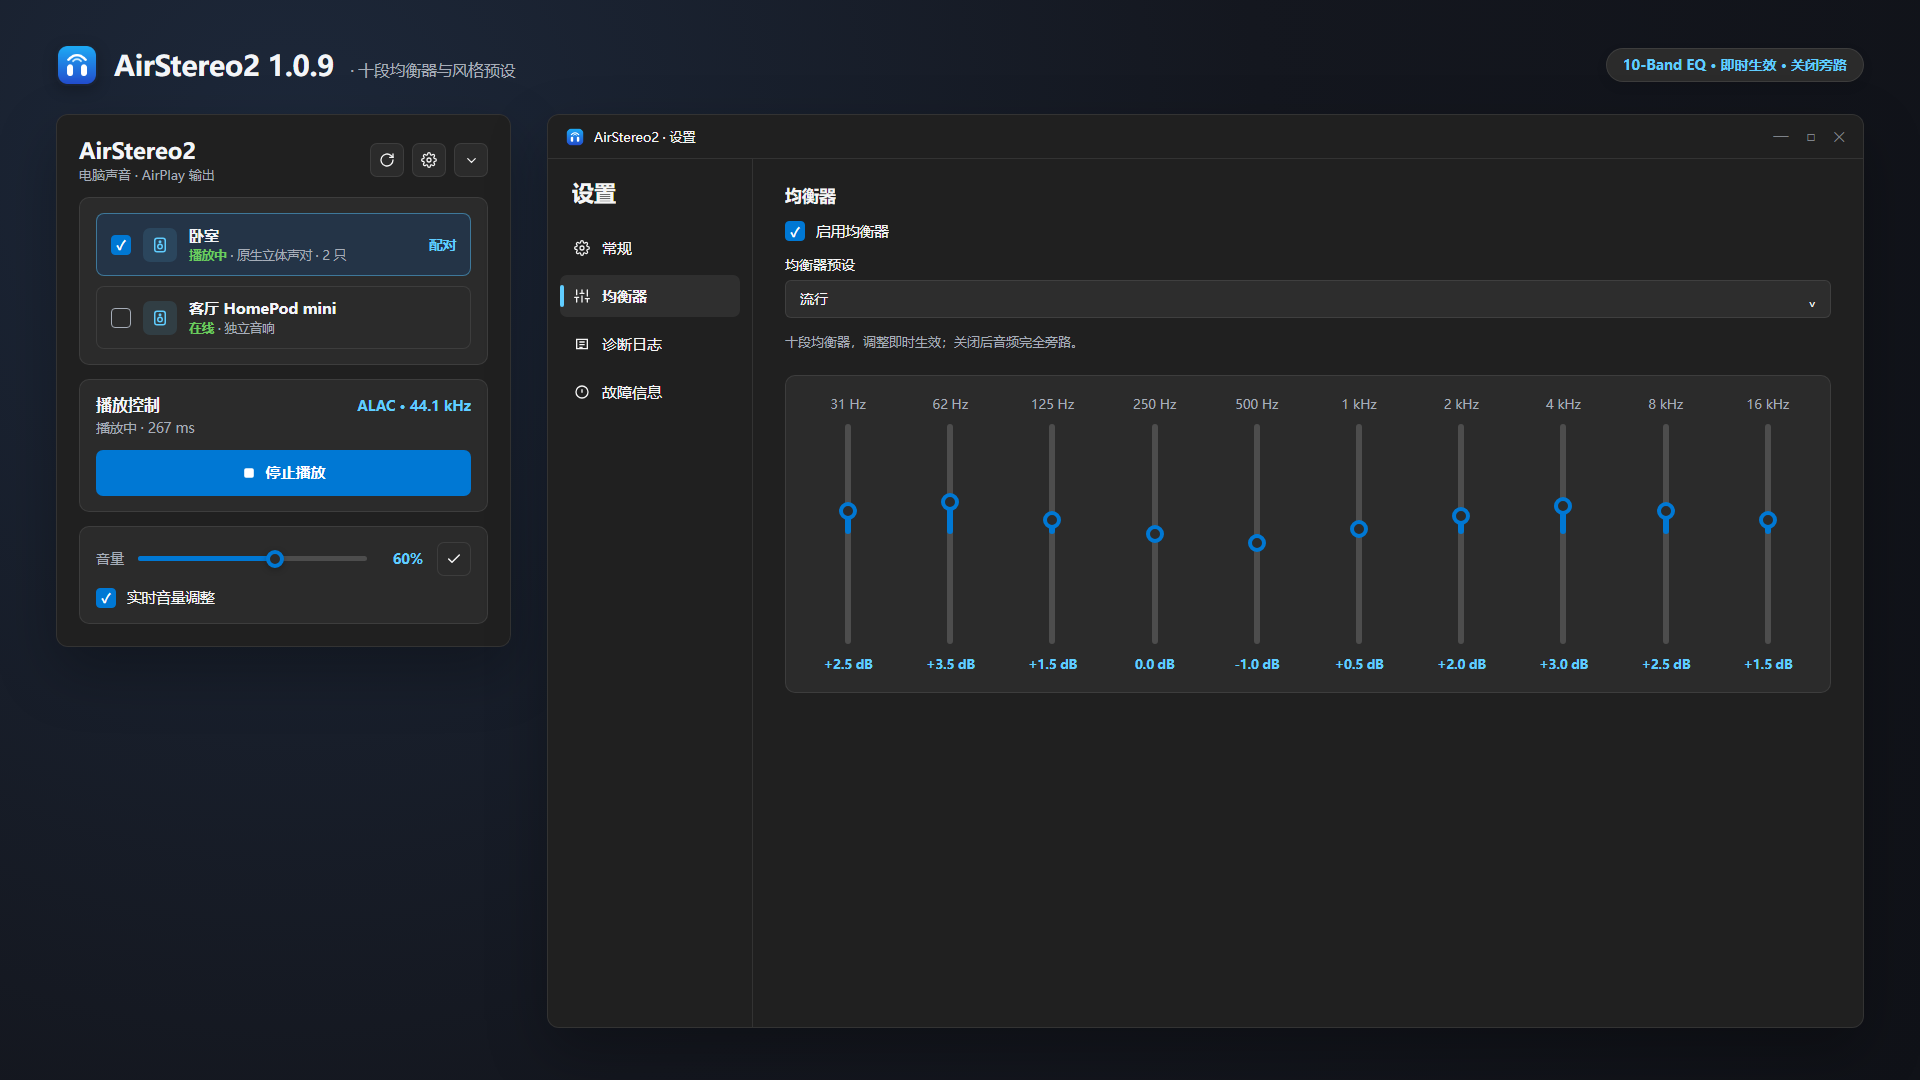 AirStereo2 1.0.9 · 十段均衡器与风格预设
10-Band EQ • 即时生效 • 关闭旁路
AirStereo2
电脑声音 · AirPlay 输出
卧室
播放中 · 原生立体声对 · 2 只
配对
客厅 HomePod mini
在线 · 独立音响
播放控制
ALAC • 44.1 kHz
播放中 · 267 ms
停止播放
音量
60%
实时音量调整
AirStereo2 · 设置
设置
常规
均衡器
诊断日志
故障信息
均衡器
启用均衡器
均衡器预设
流行
十段均衡器，调整即时生效；关闭后音频完全旁路。
31 Hz 62 Hz 125 Hz 250 Hz 500 Hz 1 kHz 2 kHz 4 kHz 8 kHz 16 kHz
+2.5 dB +3.5 dB +1.5 dB 0.0 dB -1.0 dB +0.5 dB +2.0 dB +3.0 dB +2.5 dB +1.5 dB